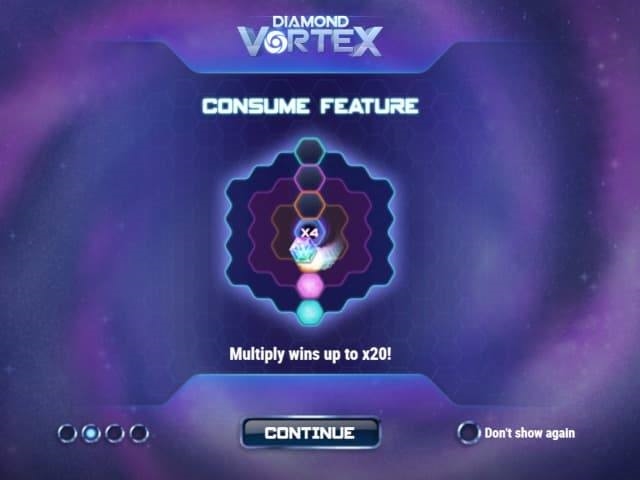 DIAMOND
VORTEX
CONSUME FEATURE
X4
Multiply wins up to x20!
CONTINUE
Don't show again